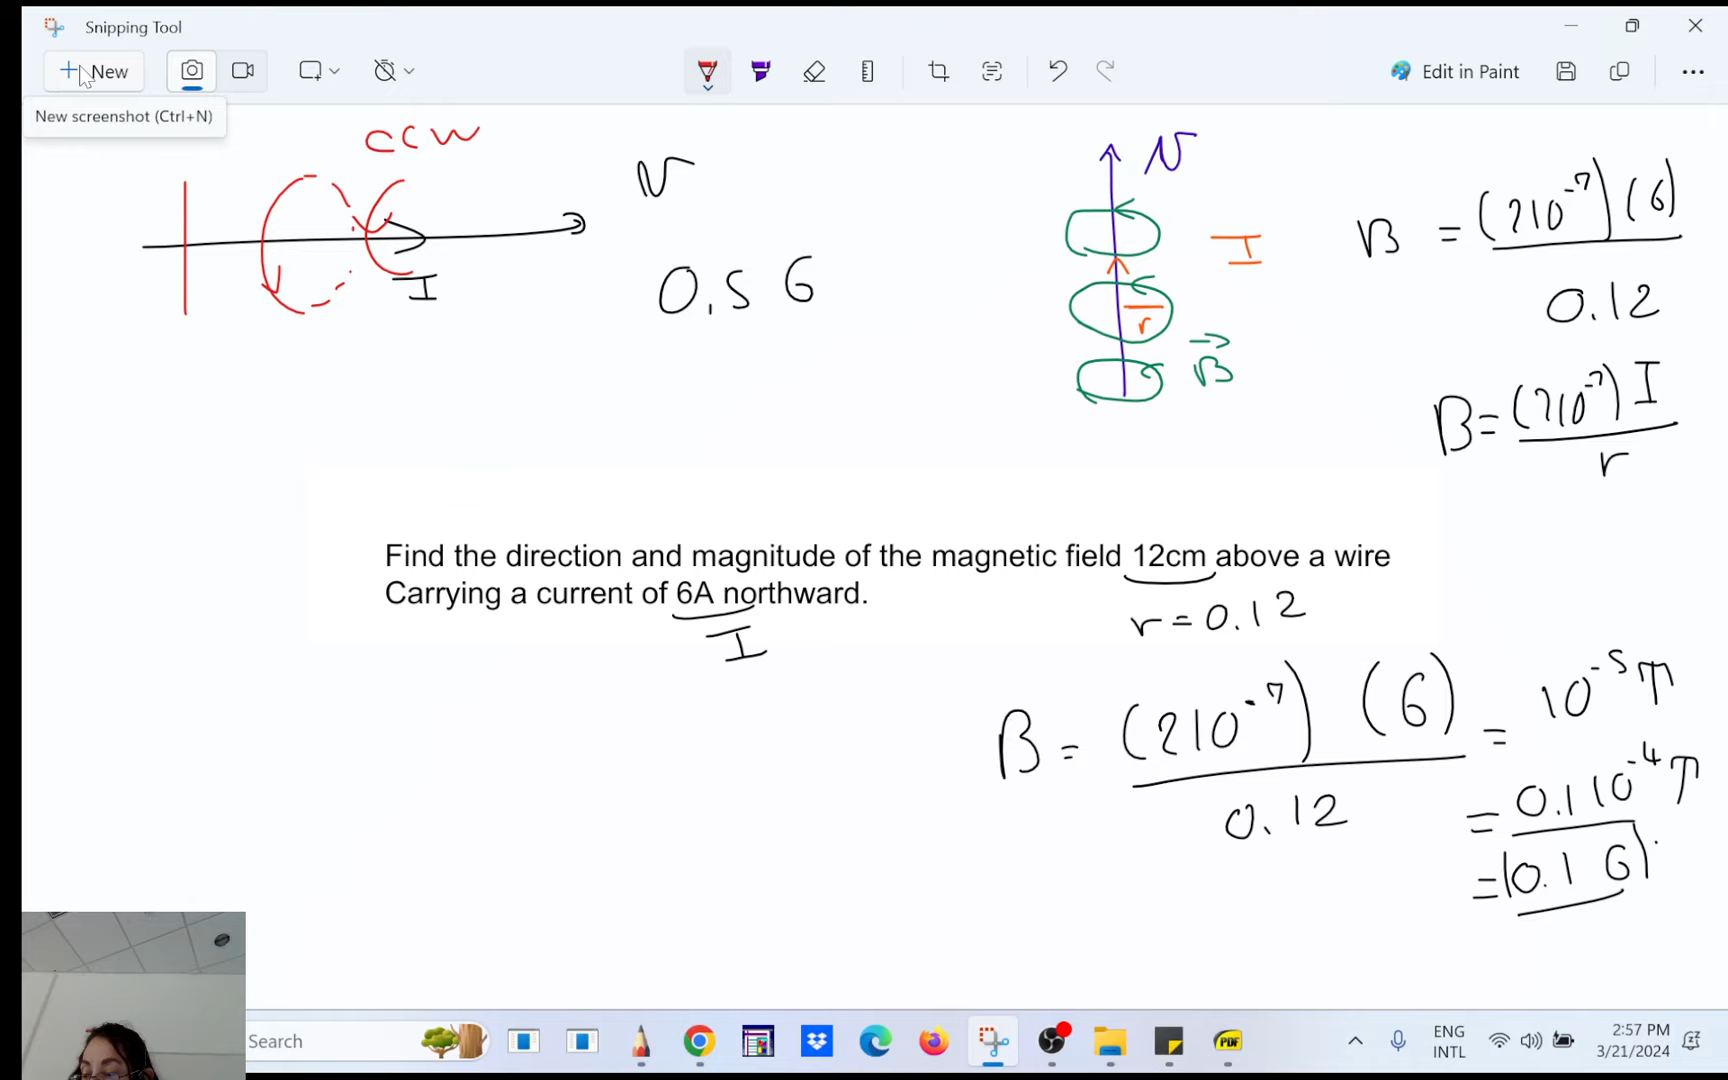 Snipping Tool
New
Edit in Paint
New screenshot (Ctrl+N)
ccw
N
I
0.5 G
N
I
r
B
B = (2 10^-7) (6)
0.12
B = (2 10^-7) I
r
Find the direction and magnitude of the magnetic field 12cm above a wire
Carrying a current of 6A northward.
I
r = 0.12
B = (2 10^-7) (6) = 10^-5 T
0.12
= 0.1 10^-4 T
= 0.1 G
Search
PDF
ENG
INTL
2:57 PM
3/21/2024